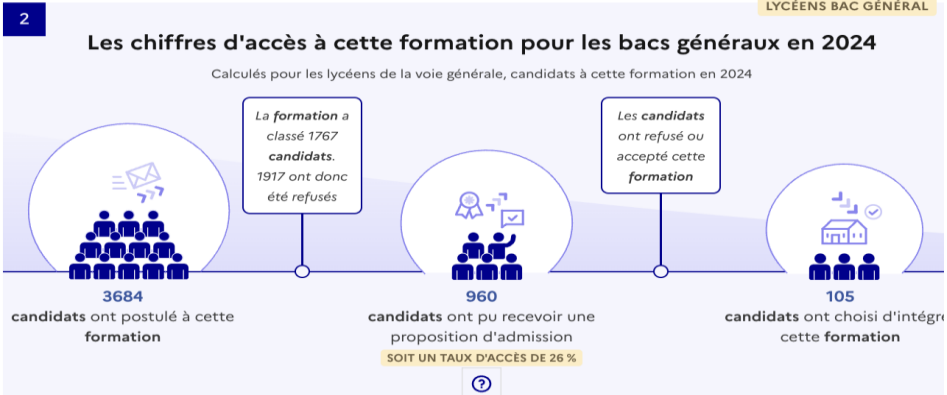 LYCÉENS BAC GÉNÉRAL
2
Les chiffres d'accès à cette formation pour les bacs généraux en 2024
Calculés pour les lycéens de la voie générale, candidats à cette formation en 2024
La formation a
classé 1767
candidats.
1917 ont donc
été refusés
Les candidats
ont refusé ou
accepté cette
formation
3684
candidats ont postulé à cette
formation
960
candidats ont pu recevoir une
proposition d'admission
SOIT UN TAUX D'ACCÈS DE 26 %
?
105
candidats ont choisi d'intégre
cette formation